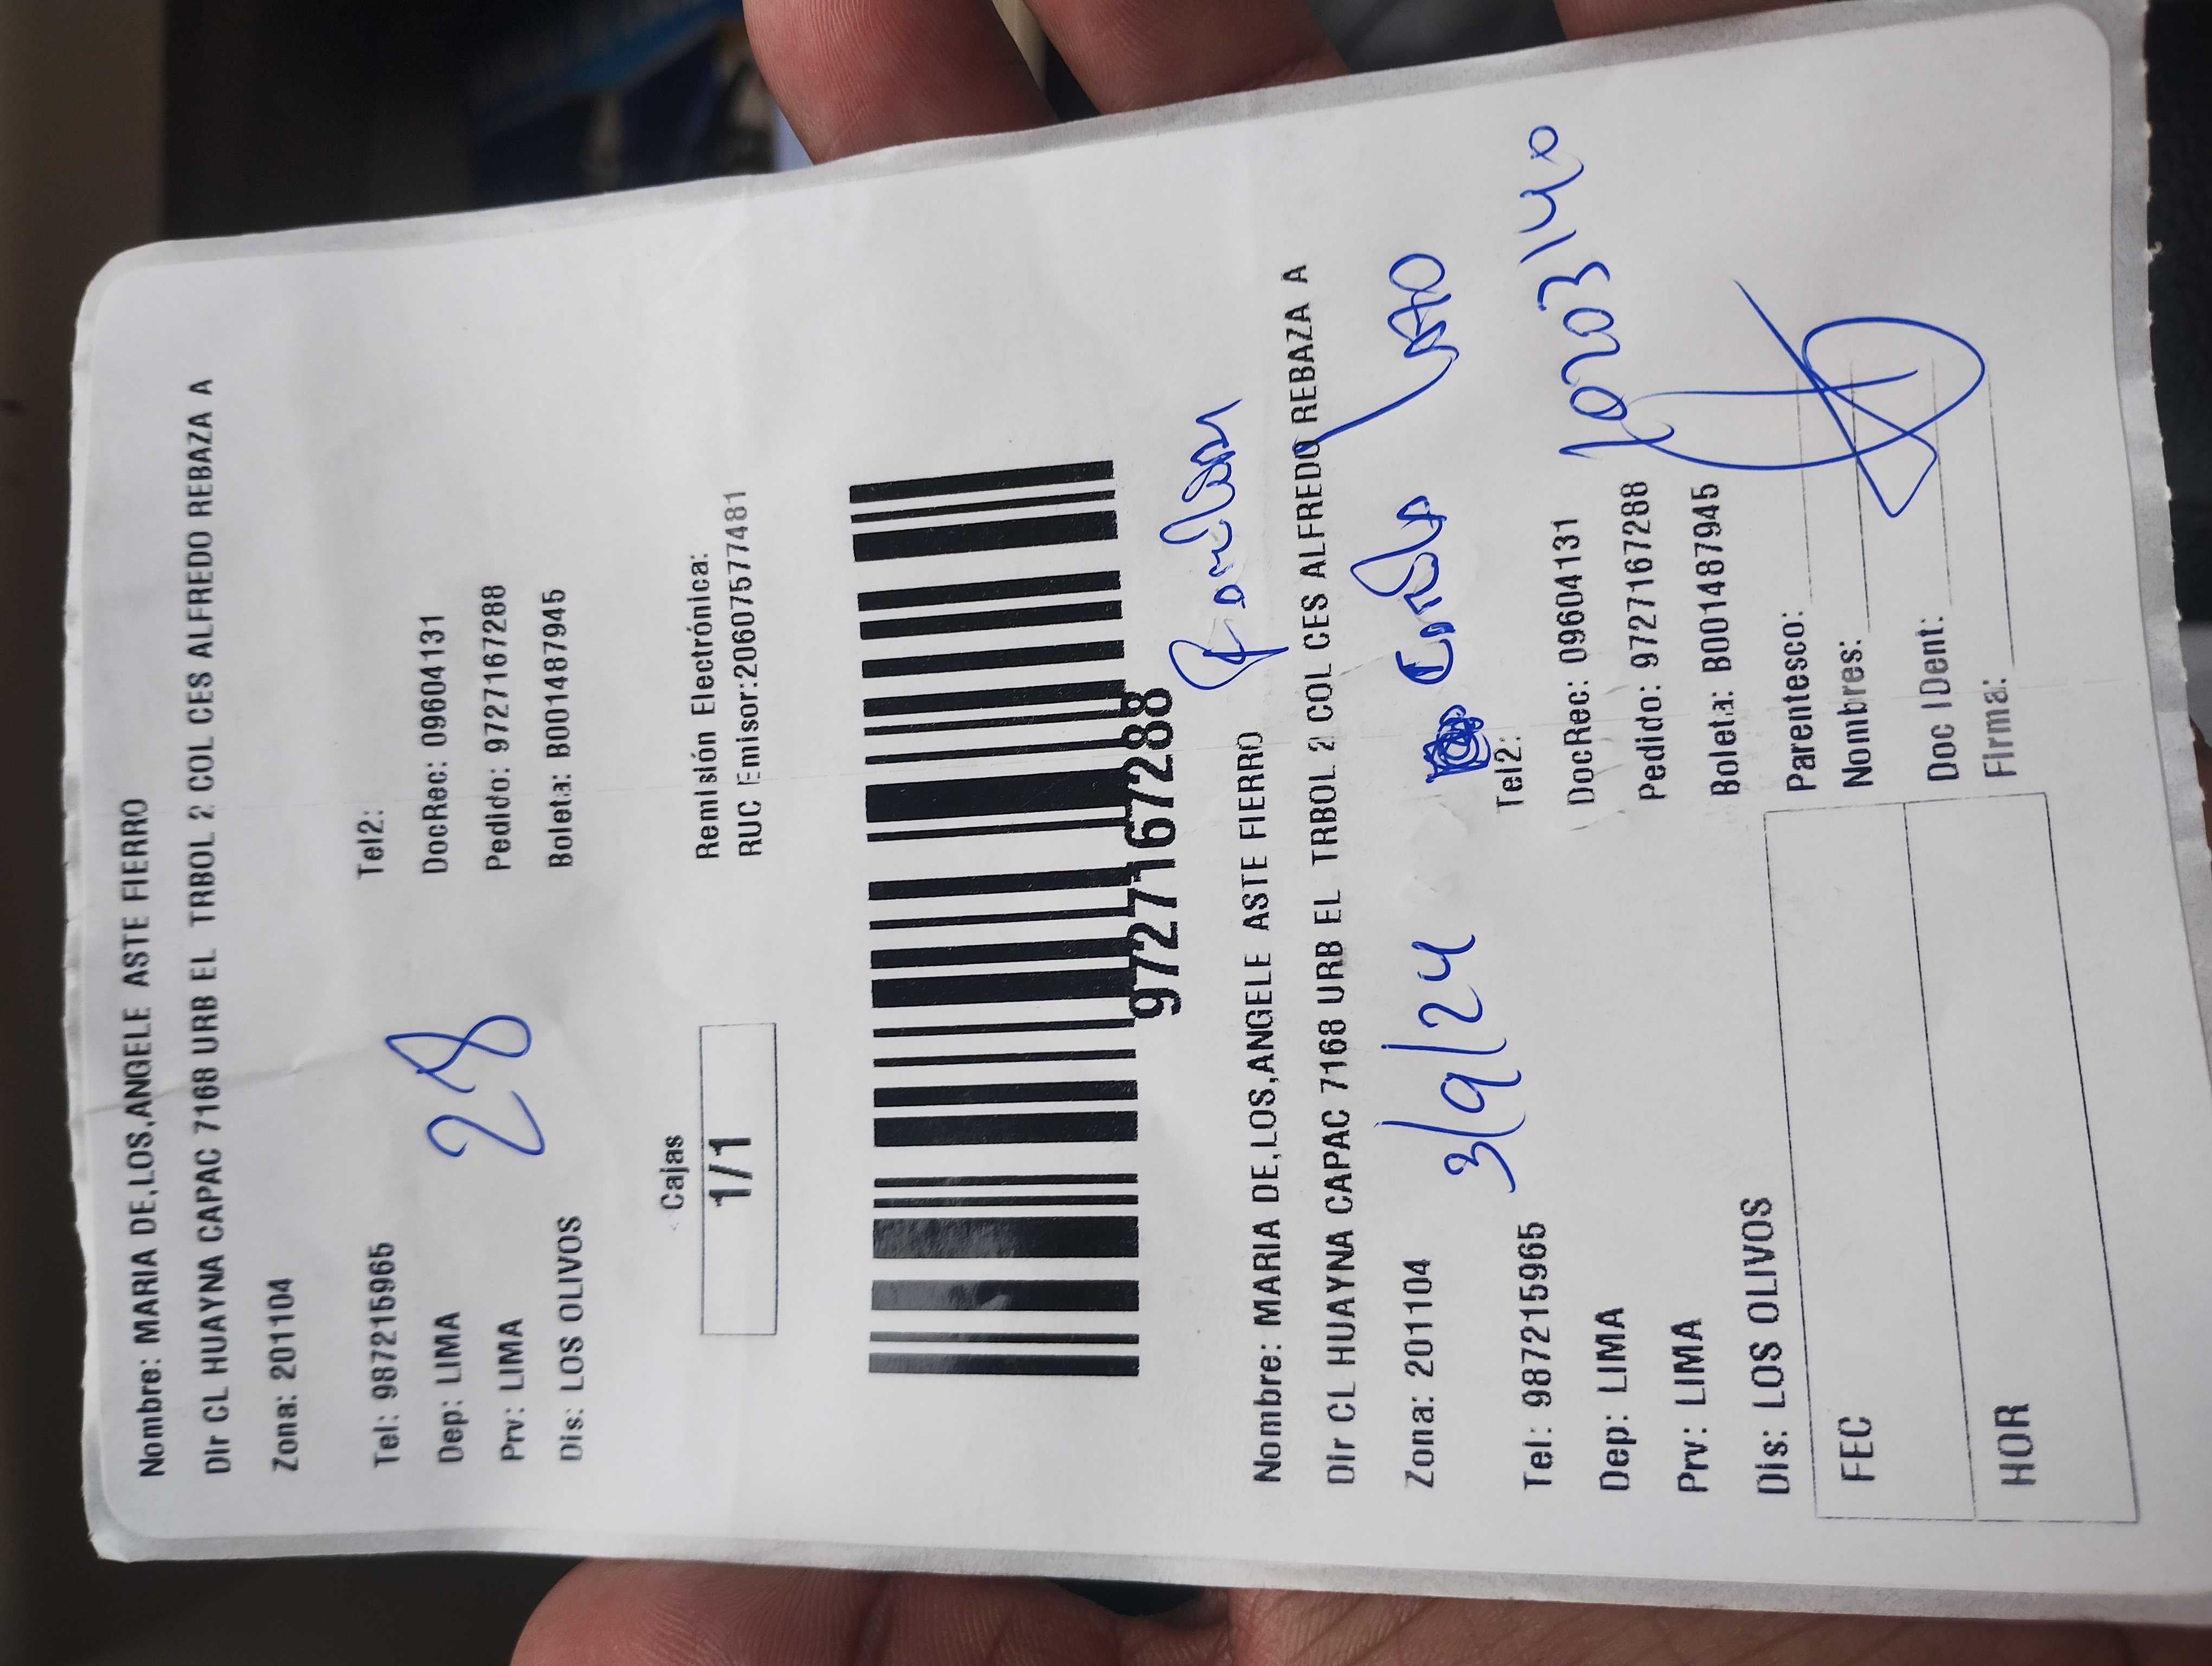 Nombre: MARIA DE,LOS,ANGELE ASTE FIERRO
Dir CL HUAYNA CAPAC 7168 URB EL TRBOL 2 COL CES ALFREDO REBAZA A
Zona: 201104
Tel: 987215965 Tel2:
Dep: LIMA DocRec: 09604131
Prv: LIMA Pedido: 9727167288
Dis: LOS OLIVOS Boleta: B001487945
28
Cajas
1/1
Remisión Electrónica:
RUC Emisor:20607577481
9727167288
Nombre: MARIA DE,LOS,ANGELE ASTE FIERRO
Dir CL HUAYNA CAPAC 7168 URB EL TRBOL 2 COL CES ALFREDO REBAZA A
Zona: 201104 3/9/24
Tel: 987215965 Tel2:
Dep: LIMA DocRec: 09604131
Prv: LIMA Pedido: 9727167288
Dis: LOS OLIVOS Boleta: B001487945
FEC Parentesco:
Nombres:
HOR Doc IDent:
Firma: